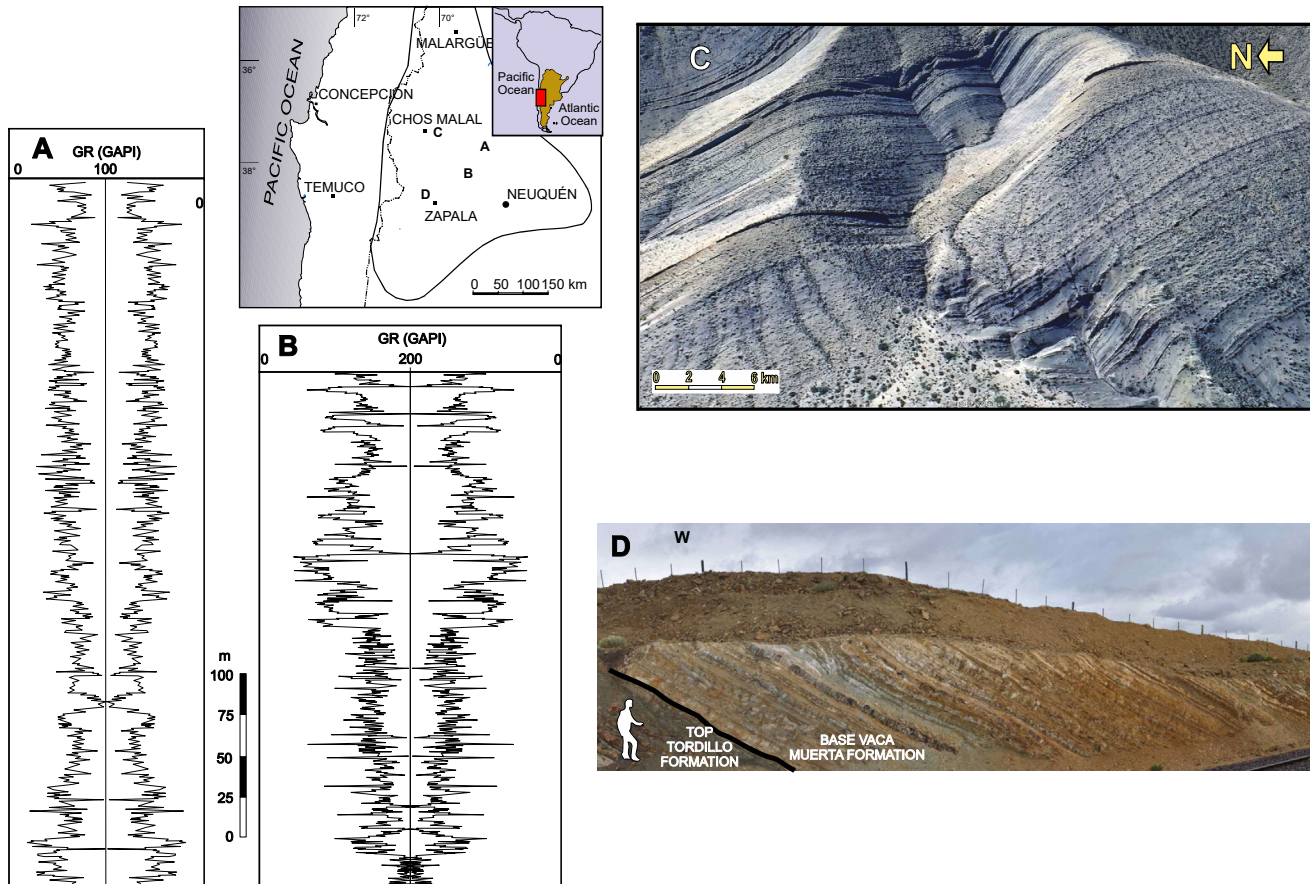 A
GR (GAPI)
0 100
0
72° 70°
MALARGÜE
36°
CONCEPCIÓN
PACIFIC OCEAN
CHOS MALAL
C
A
38°
B
TEMUCO
D
NEUQUÉN
ZAPALA
0 50 100 150 km
Pacific
Ocean
Atlantic
Ocean
B
GR (GAPI)
0 200 0
m
100
75
50
25
0
C
N
0 2 4 6 km
D
W
TOP
TORDILLO
FORMATION
BASE VACA
MUERTA FORMATION